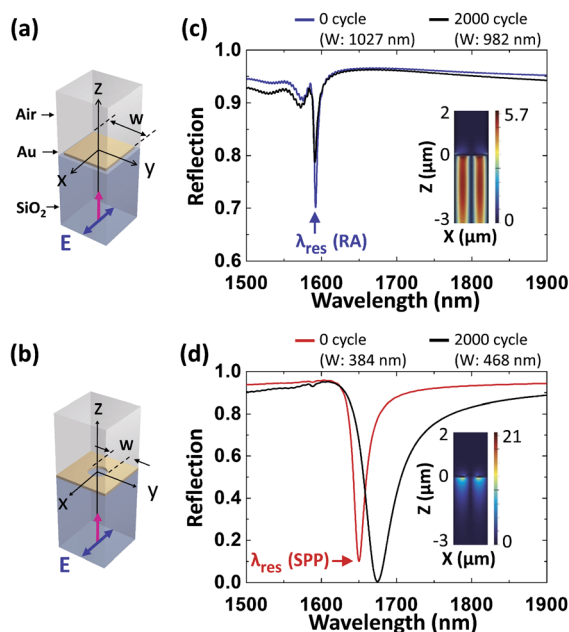 (a)
Z
Air
W
Au
X
y
SiO2
E
(c)
0 cycle
(W: 1027 nm)
2000 cycle
(W: 982 nm)
1.0
0.9
0.8
0.7
0.6
Reflection
λres (RA)
2
0
-3
Z (μm)
X (μm)
5.7
0
1500 1600 1700 1800 1900
Wavelength (nm)
(b)
Z
W
X
y
E
(d)
0 cycle
(W: 384 nm)
2000 cycle
(W: 468 nm)
1.0
0.8
0.6
0.4
0.2
0.0
Reflection
λres (SPP)
2
0
-3
Z (μm)
X (μm)
21
0
1500 1600 1700 1800 1900
Wavelength (nm)